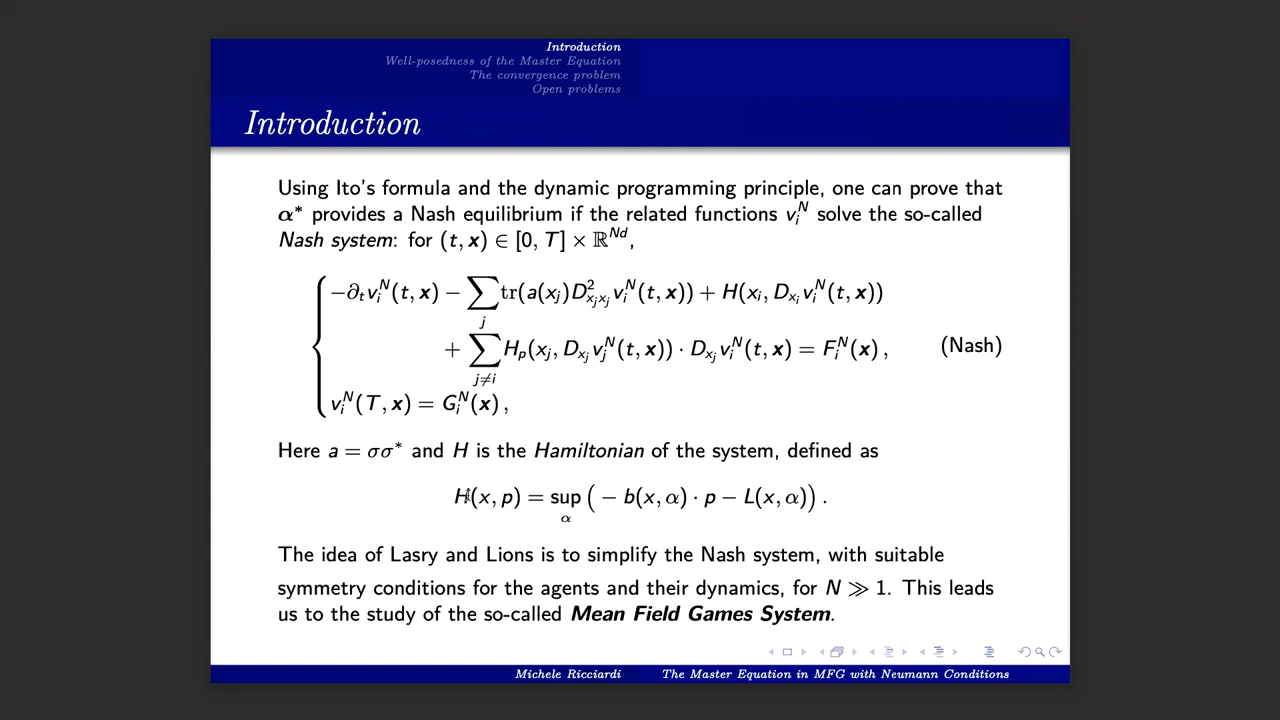 Introduction
Well-posedness of the Master Equation
The convergence problem
Open problems
Introduction
Using Ito's formula and the dynamic programming principle, one can prove that
α* provides a Nash equilibrium if the related functions v_i^N solve the so-called
Nash system: for (t, x) ∈ [0, T] × ℝ^{Nd},
−∂_t v_i^N(t, x) − ∑_j tr(a(x_j)D²_{x_j x_j} v_i^N(t, x)) + H(x_i, D_{x_i} v_i^N(t, x))
+ ∑_{j≠i} H_p(x_j, D_{x_j} v_j^N(t, x)) · D_{x_j} v_i^N(t, x) = F_i^N(x) , (Nash)
v_i^N(T, x) = G_i^N(x) ,
Here a = σσ* and H is the Hamiltonian of the system, defined as
H(x, p) = sup_α ( − b(x, α) · p − L(x, α)) .
The idea of Lasry and Lions is to simplify the Nash system, with suitable
symmetry conditions for the agents and their dynamics, for N ≫ 1. This leads
us to the study of the so-called Mean Field Games System.
Michele Ricciardi The Master Equation in MFG with Neumann Conditions